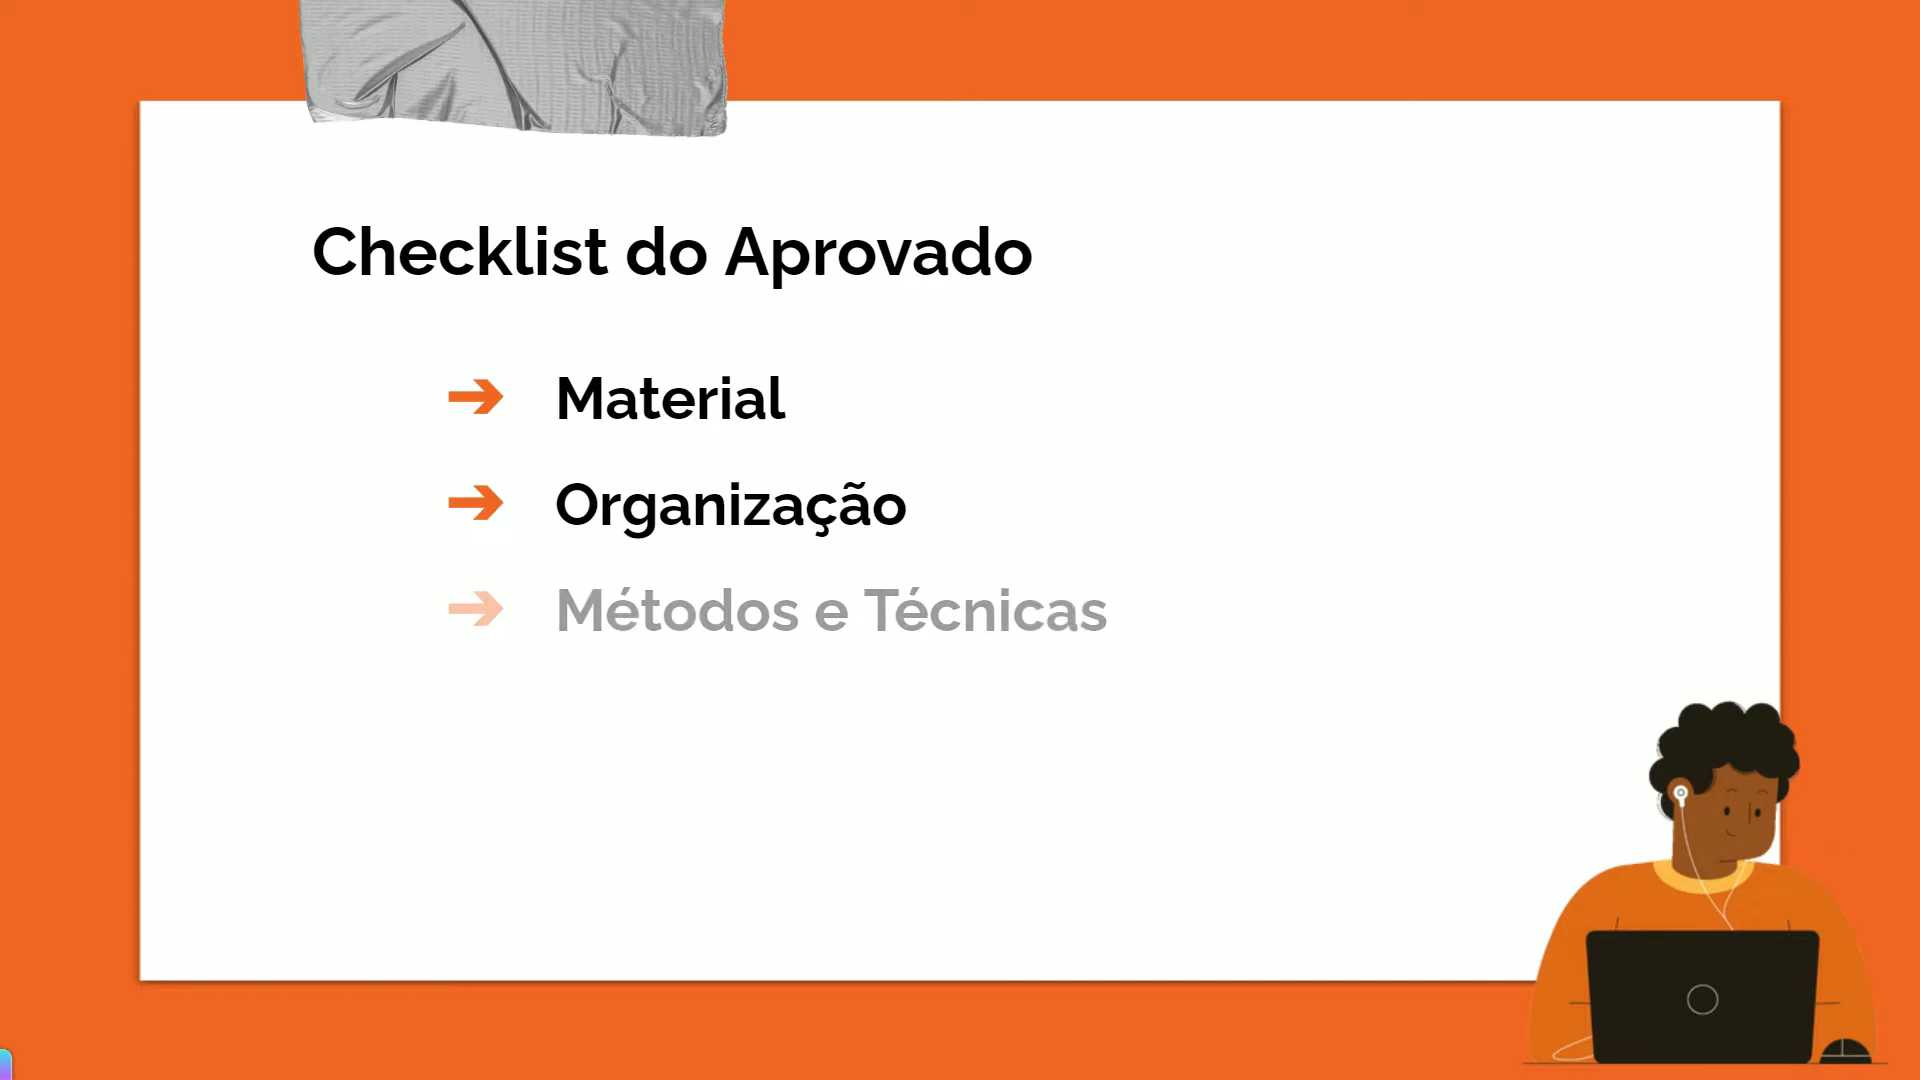 Checklist do Aprovado
➔ Material
➔ Organização
➔ Métodos e Técnicas